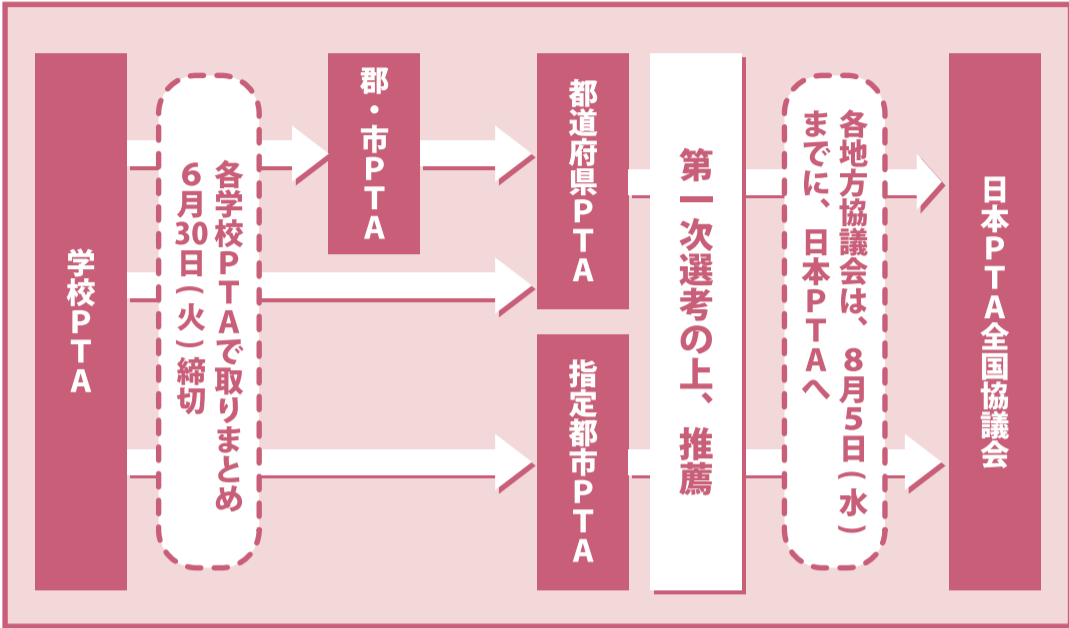 学校PTA
各学校PTAで取りまとめ
6月30日(火)締切
郡・市PTA
都道府県PTA
指定都市PTA
第一次選考の上、推薦
各地方協議会は、8月5日(水)
までに、日本PTAへ
日本PTA全国協議会